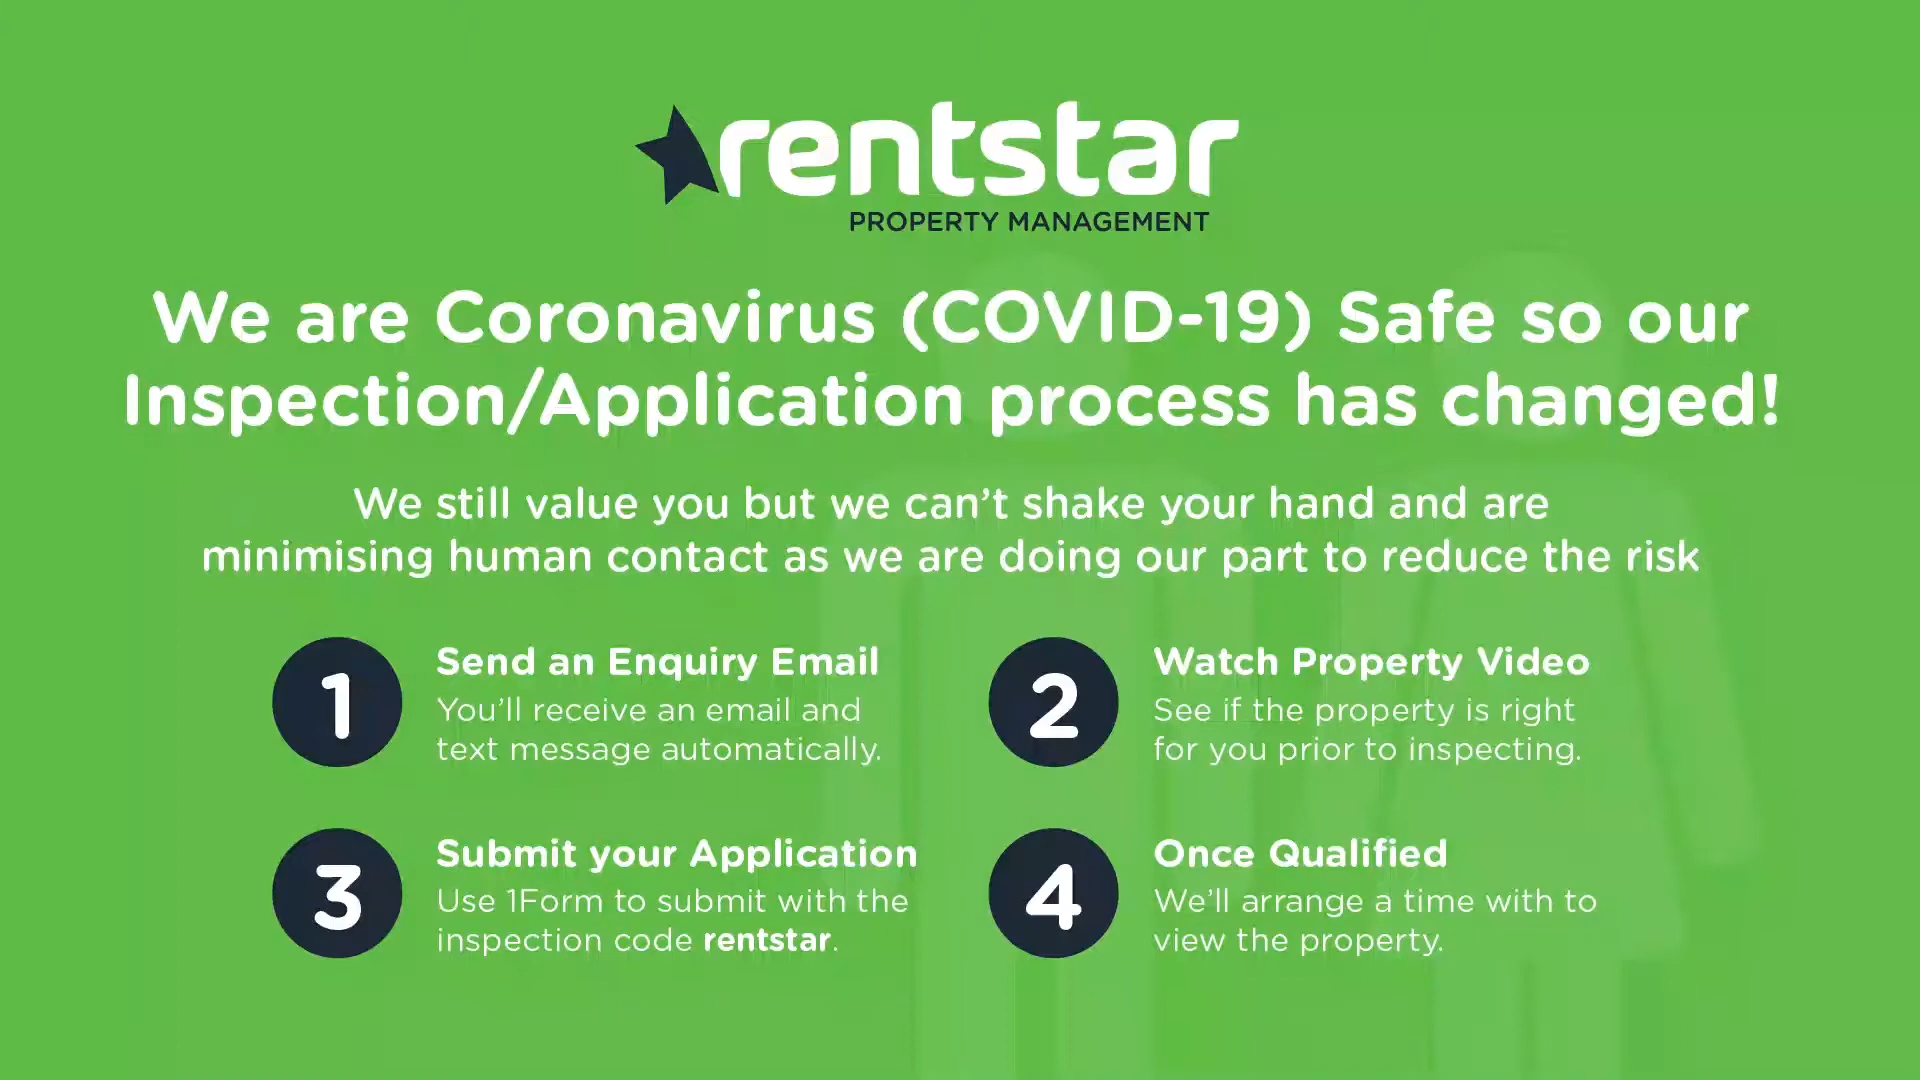 rentstar
PROPERTY MANAGEMENT
We are Coronavirus (COVID-19) Safe so our
Inspection/Application process has changed!
We still value you but we can't shake your hand and are
minimising human contact as we are doing our part to reduce the risk
1
Send an Enquiry Email
You'll receive an email and
text message automatically.
2
Watch Property Video
See if the property is right
for you prior to inspecting.
3
Submit your Application
Use 1Form to submit with the
inspection code rentstar.
4
Once Qualified
We'll arrange a time with to
view the property.